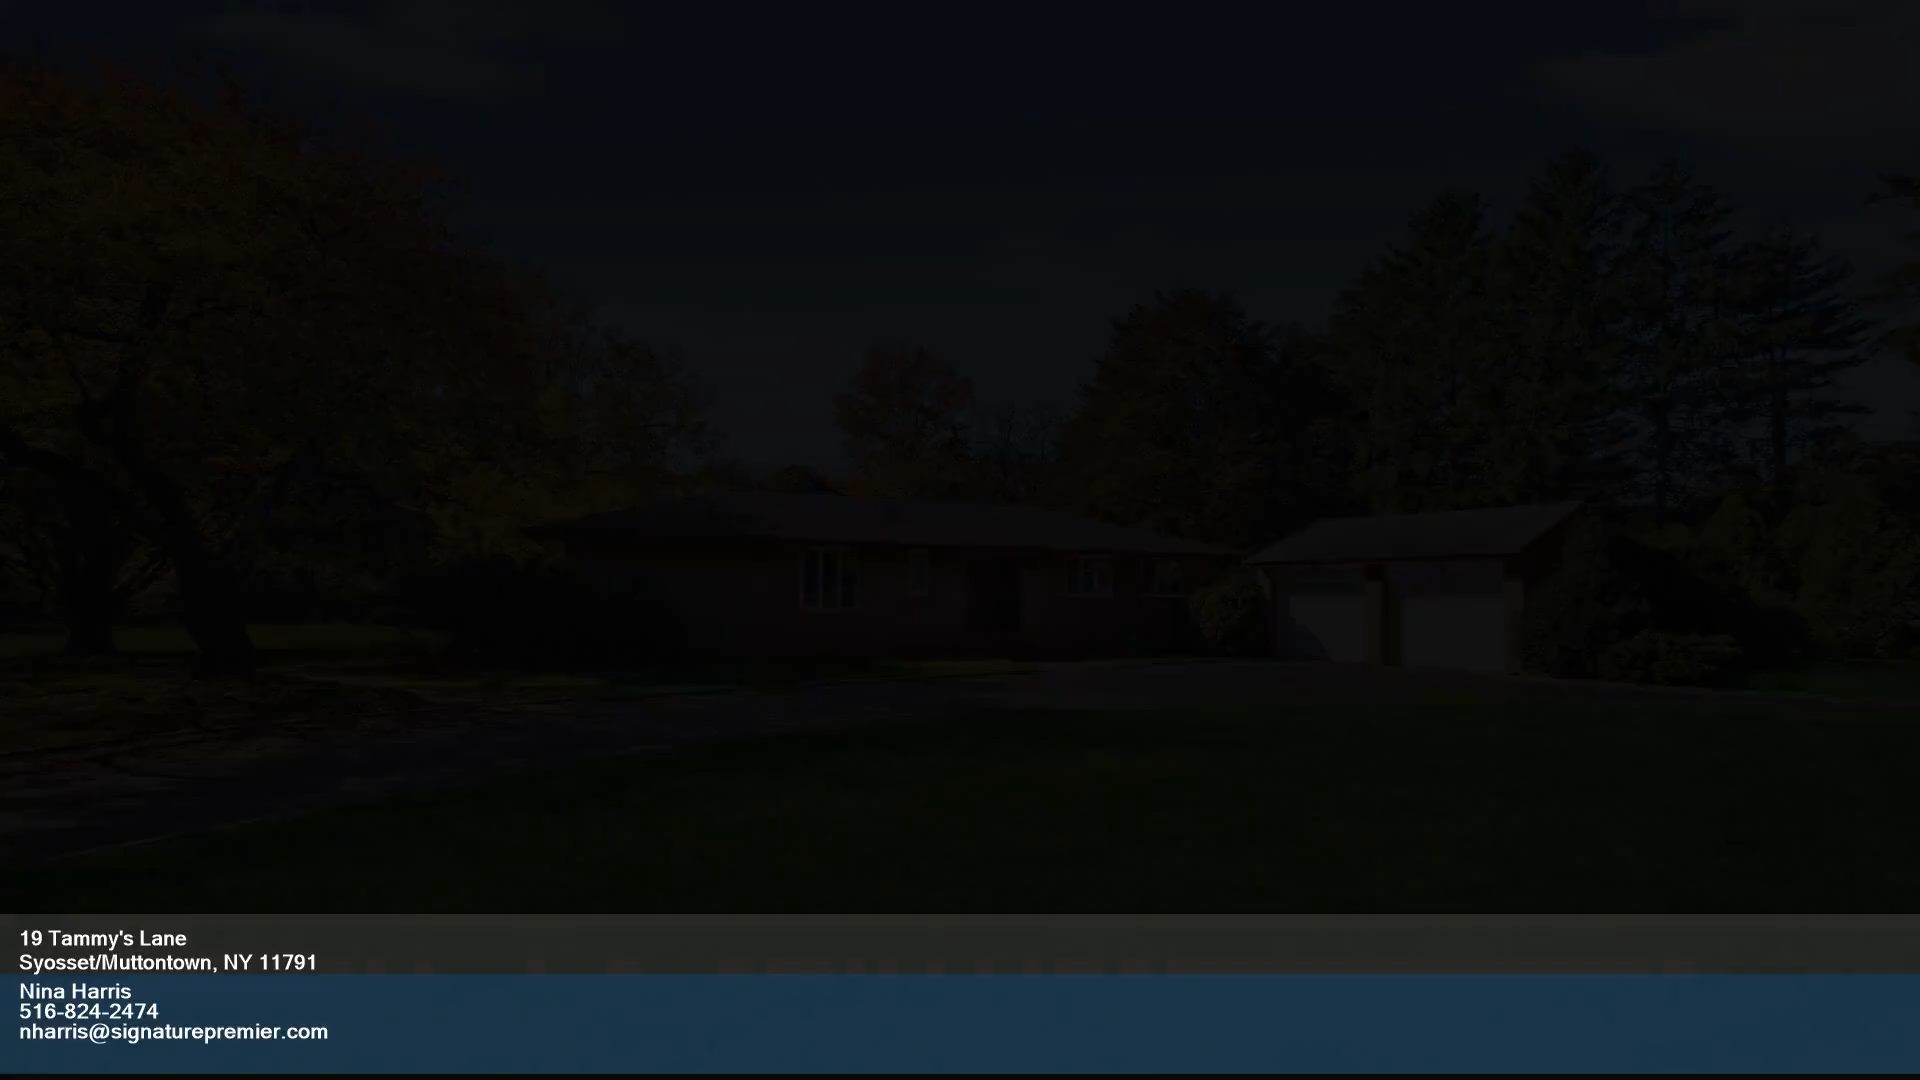 19 Tammy's Lane
Syosset/Muttontown, NY 11791
Nina Harris
516-824-2474
nharris@signaturepremier.com